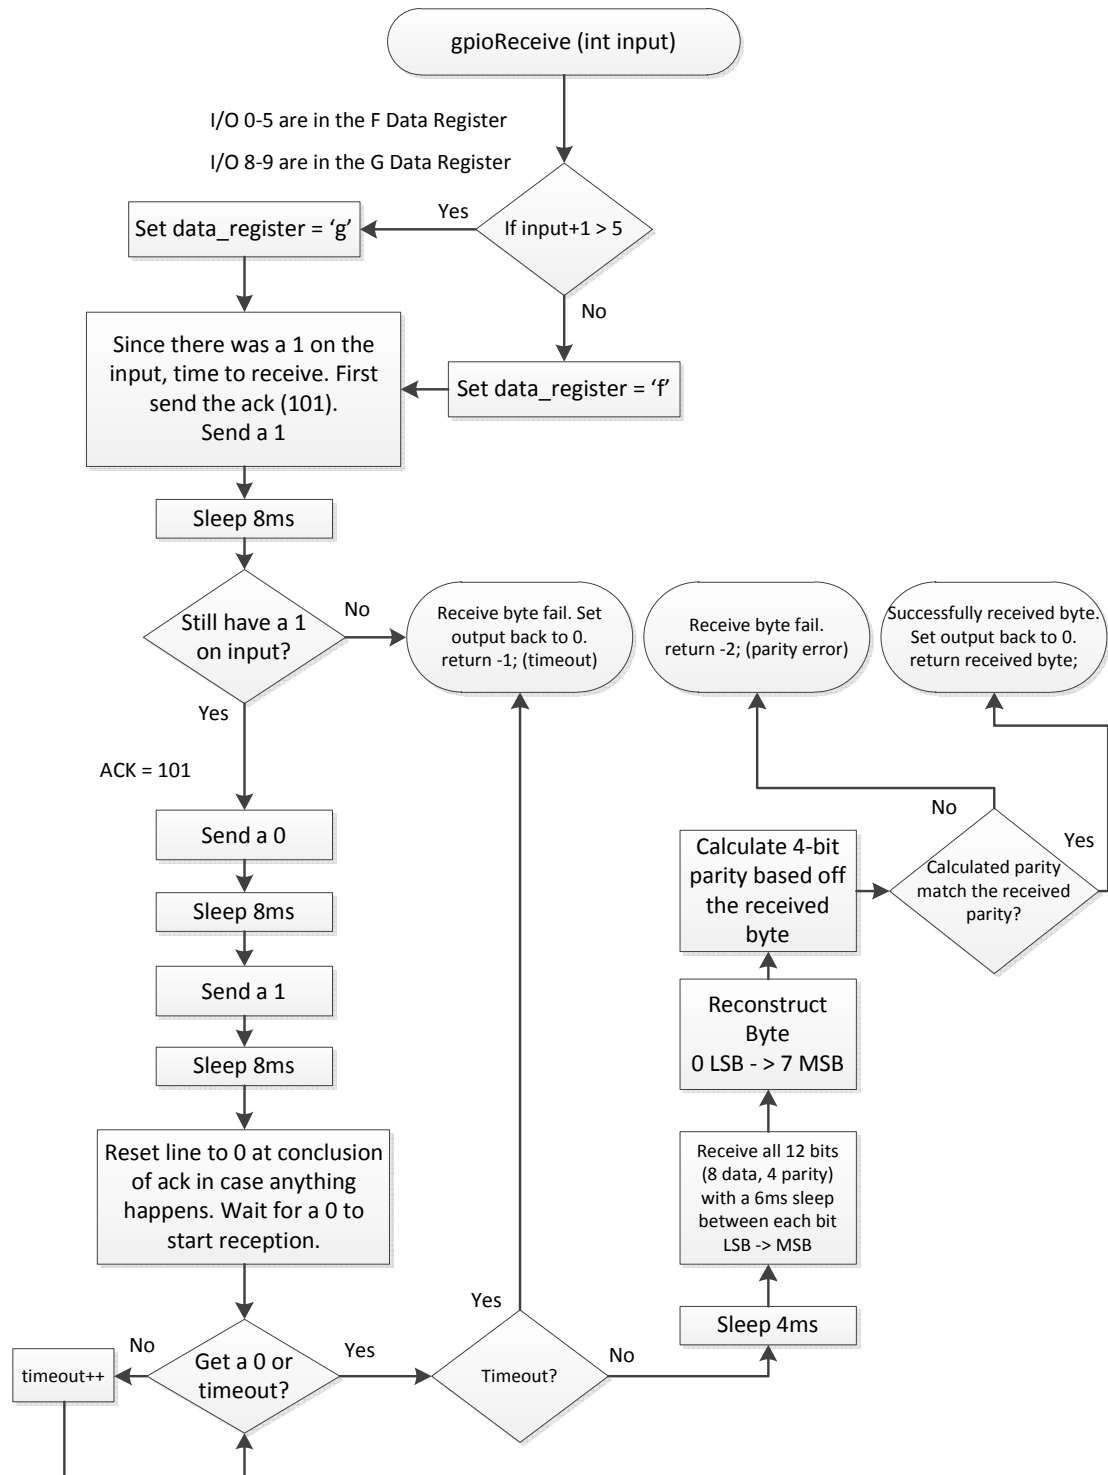 gpioReceive (int input)
I/O 0-5 are in the F Data Register
I/O 8-9 are in the G Data Register
Yes
If input+1 > 5
Set data_register = ‘g’
No
Since there was a 1 on the
input, time to receive. First
send the ack (101).
Send a 1
Set data_register = ‘f’
Sleep 8ms
Still have a 1
on input?
No
Receive byte fail. Set
output back to 0.
return -1; (timeout)
Receive byte fail.
return -2; (parity error)
Successfully received byte.
Set output back to 0.
return received byte;
Yes
ACK = 101
Send a 0
Sleep 8ms
Send a 1
Sleep 8ms
Reset line to 0 at conclusion
of ack in case anything
happens. Wait for a 0 to
start reception.
Get a 0 or
timeout?
No
timeout++
Yes
Timeout?
Yes
No
Sleep 4ms
Receive all 12 bits
(8 data, 4 parity)
with a 6ms sleep
between each bit
LSB -> MSB
Reconstruct
Byte
0 LSB - > 7 MSB
Calculate 4-bit
parity based off
the received
byte
Calculated parity
match the received
parity?
No
Yes